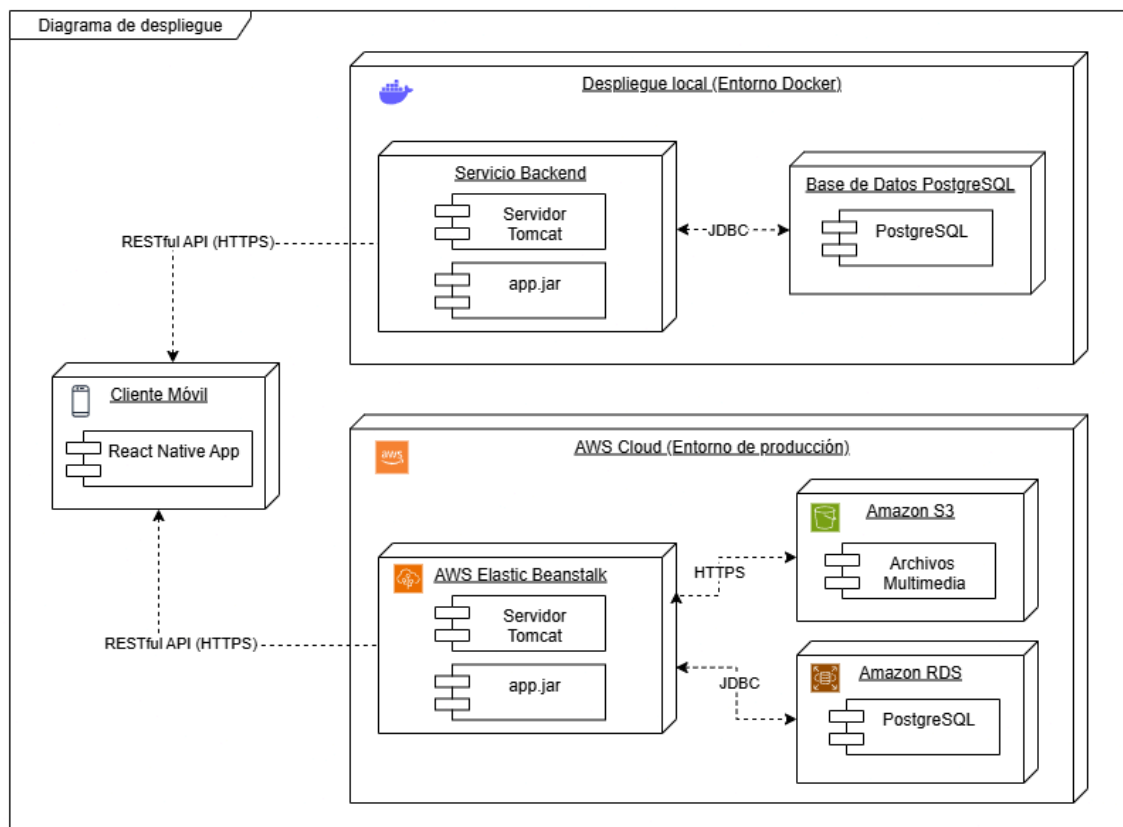 Diagrama de despliegue
Despliegue local (Entorno Docker)
Servicio Backend
Servidor
Tomcat
app.jar
JDBC
Base de Datos PostgreSQL
PostgreSQL
RESTful API (HTTPS)
Cliente Móvil
React Native App
RESTful API (HTTPS)
aws
AWS Cloud (Entorno de producción)
AWS Elastic Beanstalk
Servidor
Tomcat
app.jar
HTTPS
Amazon S3
Archivos
Multimedia
JDBC
Amazon RDS
PostgreSQL